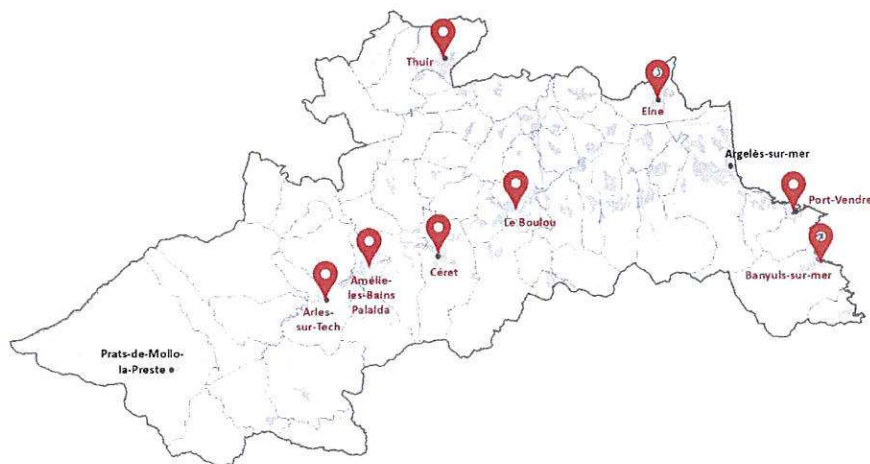 Thuir
Elne
Argelès-sur-mer
Port-Vendre
Le Boulou
Céret
Banyuls-sur-mer
Amélie-
les-Bains
Palalda
Arles-
sur-Tech
Prats-de-Mollo-
la-Preste